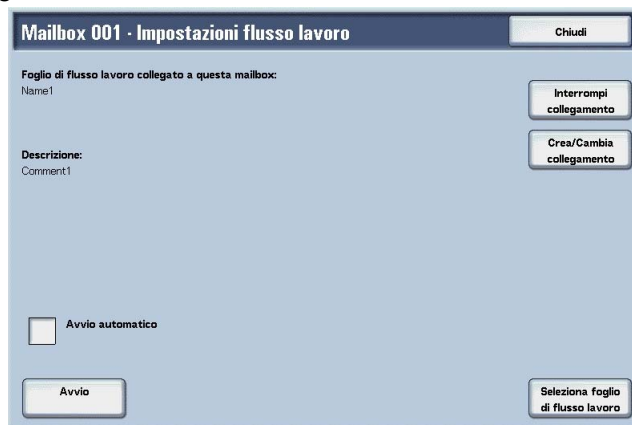 Mailbox 001 - Impostazioni flusso lavoro
Chiudi
Foglio di flusso lavoro collegato a questa mailbox:
Name1
Interrompi
collegamento
Crea/Cambia
collegamento
Descrizione:
Comment1
Avvio automatico
Avvio
Seleziona foglio
di flusso lavoro